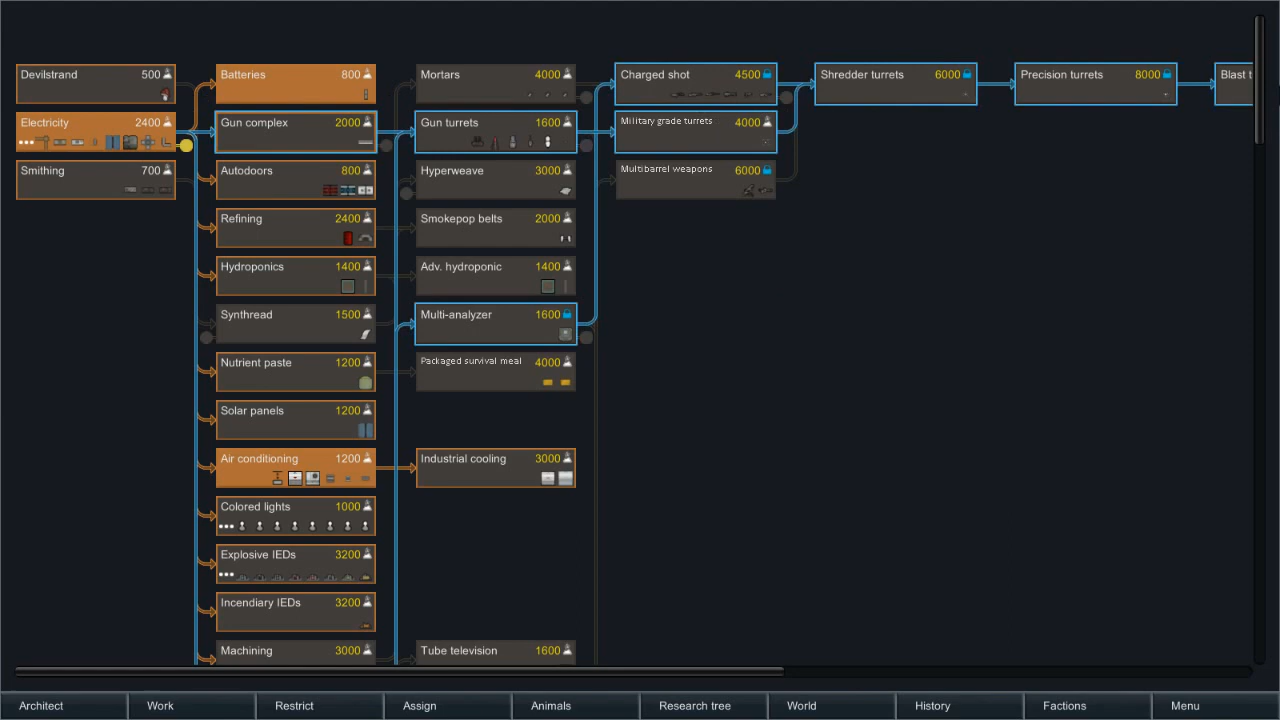 Devilstrand 500 Batteries 800 Mortars 4000 Charged shot 4500 Shredder turrets 6000 Precision turrets 8000 Blast t
Electricity 2400 Gun complex 2000 Gun turrets 1600 Military grade turrets 4000
Smithing 700 Autodoors 800 Hyperweave 3000 Multibarrel weapons 6000
Refining 2400 Smokepop belts 2000
Hydroponics 1400 Adv. hydroponic 1400
Synthread 1500 Multi-analyzer 1600
Nutrient paste 1200 Packaged survival meal 4000
Solar panels 1200
Air conditioning 1200 Industrial cooling 3000
Colored lights 1000
Explosive IEDs 3200
Incendiary IEDs 3200
Machining 3000 Tube television 1600
Architect Work Restrict Assign Animals Research tree World History Factions Menu